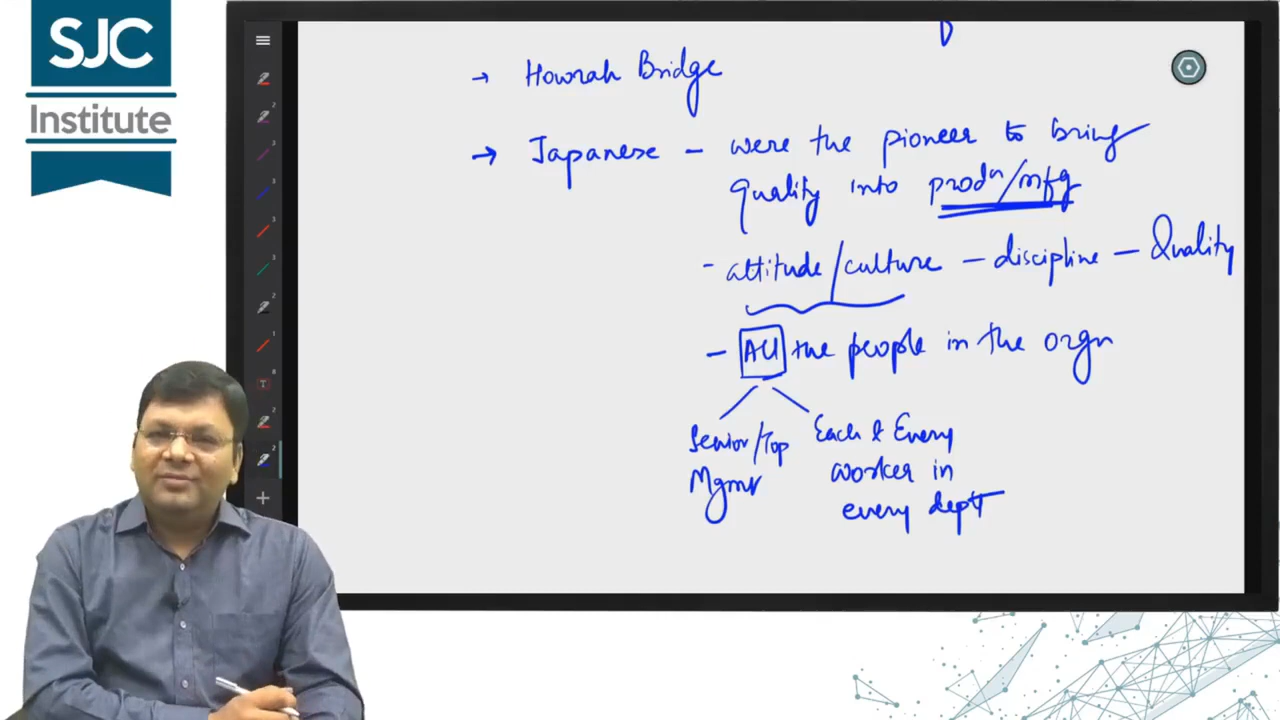 SJC
Institute
→ Howrah Bridge
→ Japanese – were the pioneer to bring
quality into prodn/mfg
- attitude/culture – discipline – Quality
– All the people in the orgn
Senior/Top
Mgmt
Each & Every
worker in
every dept